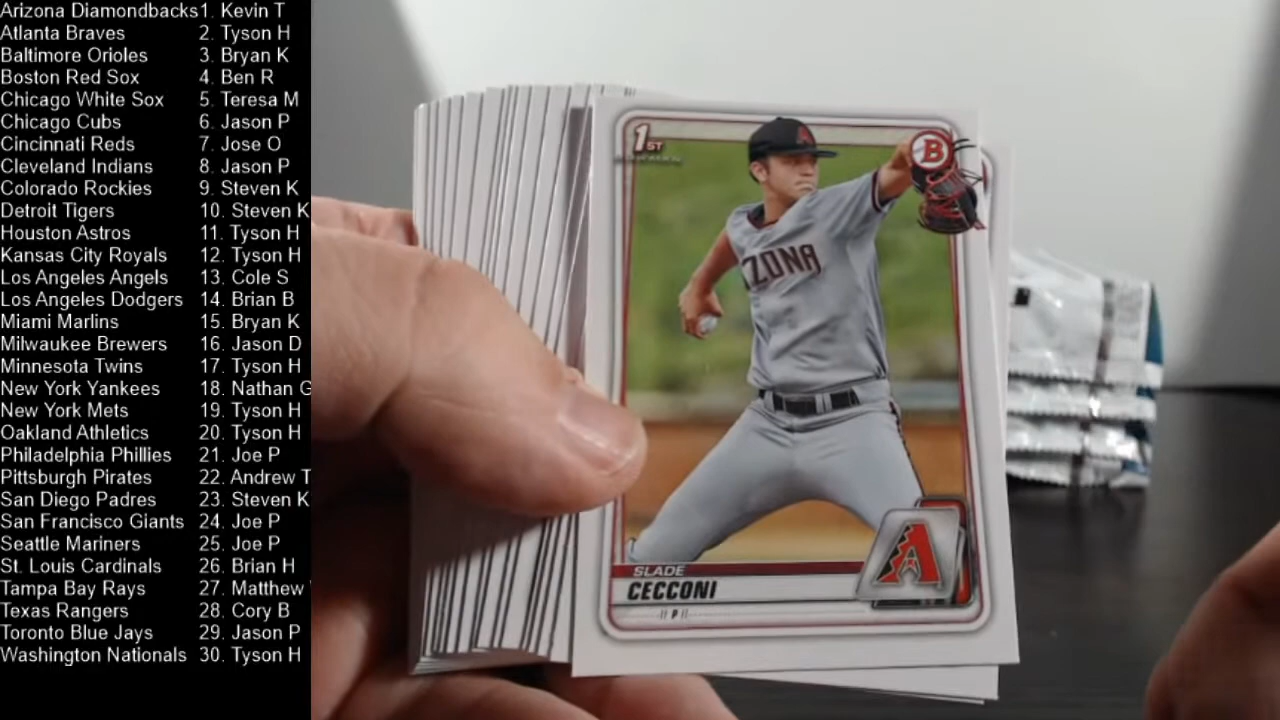 Arizona Diamondbacks 1. Kevin T
Atlanta Braves 2. Tyson H
Baltimore Orioles 3. Bryan K
Boston Red Sox 4. Ben R
Chicago White Sox 5. Teresa M
Chicago Cubs 6. Jason P
Cincinnati Reds 7. Jose O
Cleveland Indians 8. Jason P
Colorado Rockies 9. Steven K
Detroit Tigers 10. Steven K
Houston Astros 11. Tyson H
Kansas City Royals 12. Tyson H
Los Angeles Angels 13. Cole S
Los Angeles Dodgers 14. Brian B
Miami Marlins 15. Bryan K
Milwaukee Brewers 16. Jason D
Minnesota Twins 17. Tyson H
New York Yankees 18. Nathan G
New York Mets 19. Tyson H
Oakland Athletics 20. Tyson H
Philadelphia Phillies 21. Joe P
Pittsburgh Pirates 22. Andrew T
San Diego Padres 23. Steven K
San Francisco Giants 24. Joe P
Seattle Mariners 25. Joe P
St. Louis Cardinals 26. Brian H
Tampa Bay Rays 27. Matthew
Texas Rangers 28. Cory B
Toronto Blue Jays 29. Jason P
Washington Nationals 30. Tyson H
1ST
B
ZONA
SLADE
CECCONI
P
A